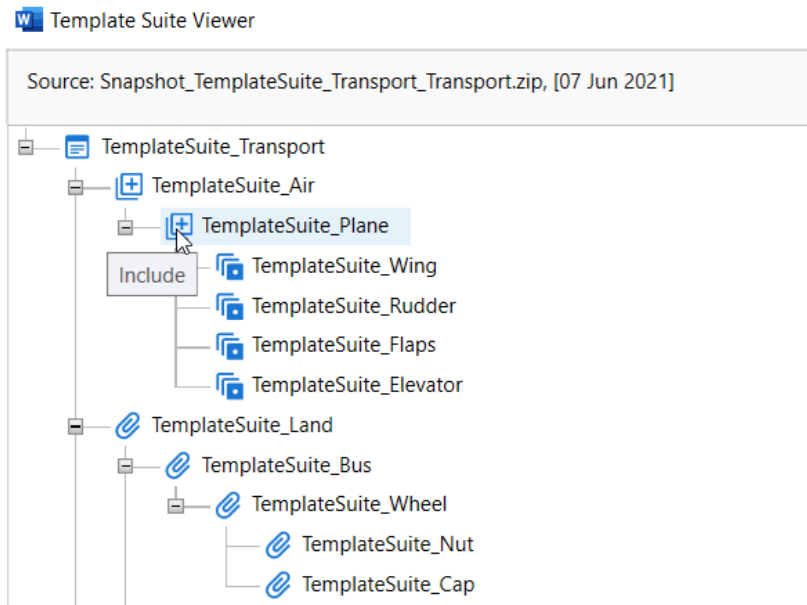 Template Suite Viewer
Source: Snapshot_TemplateSuite_Transport_Transport.zip, [07 Jun 2021]
TemplateSuite_Transport
TemplateSuite_Air
TemplateSuite_Plane
Include
TemplateSuite_Wing
TemplateSuite_Rudder
TemplateSuite_Flaps
TemplateSuite_Elevator
TemplateSuite_Land
TemplateSuite_Bus
TemplateSuite_Wheel
TemplateSuite_Nut
TemplateSuite_Cap